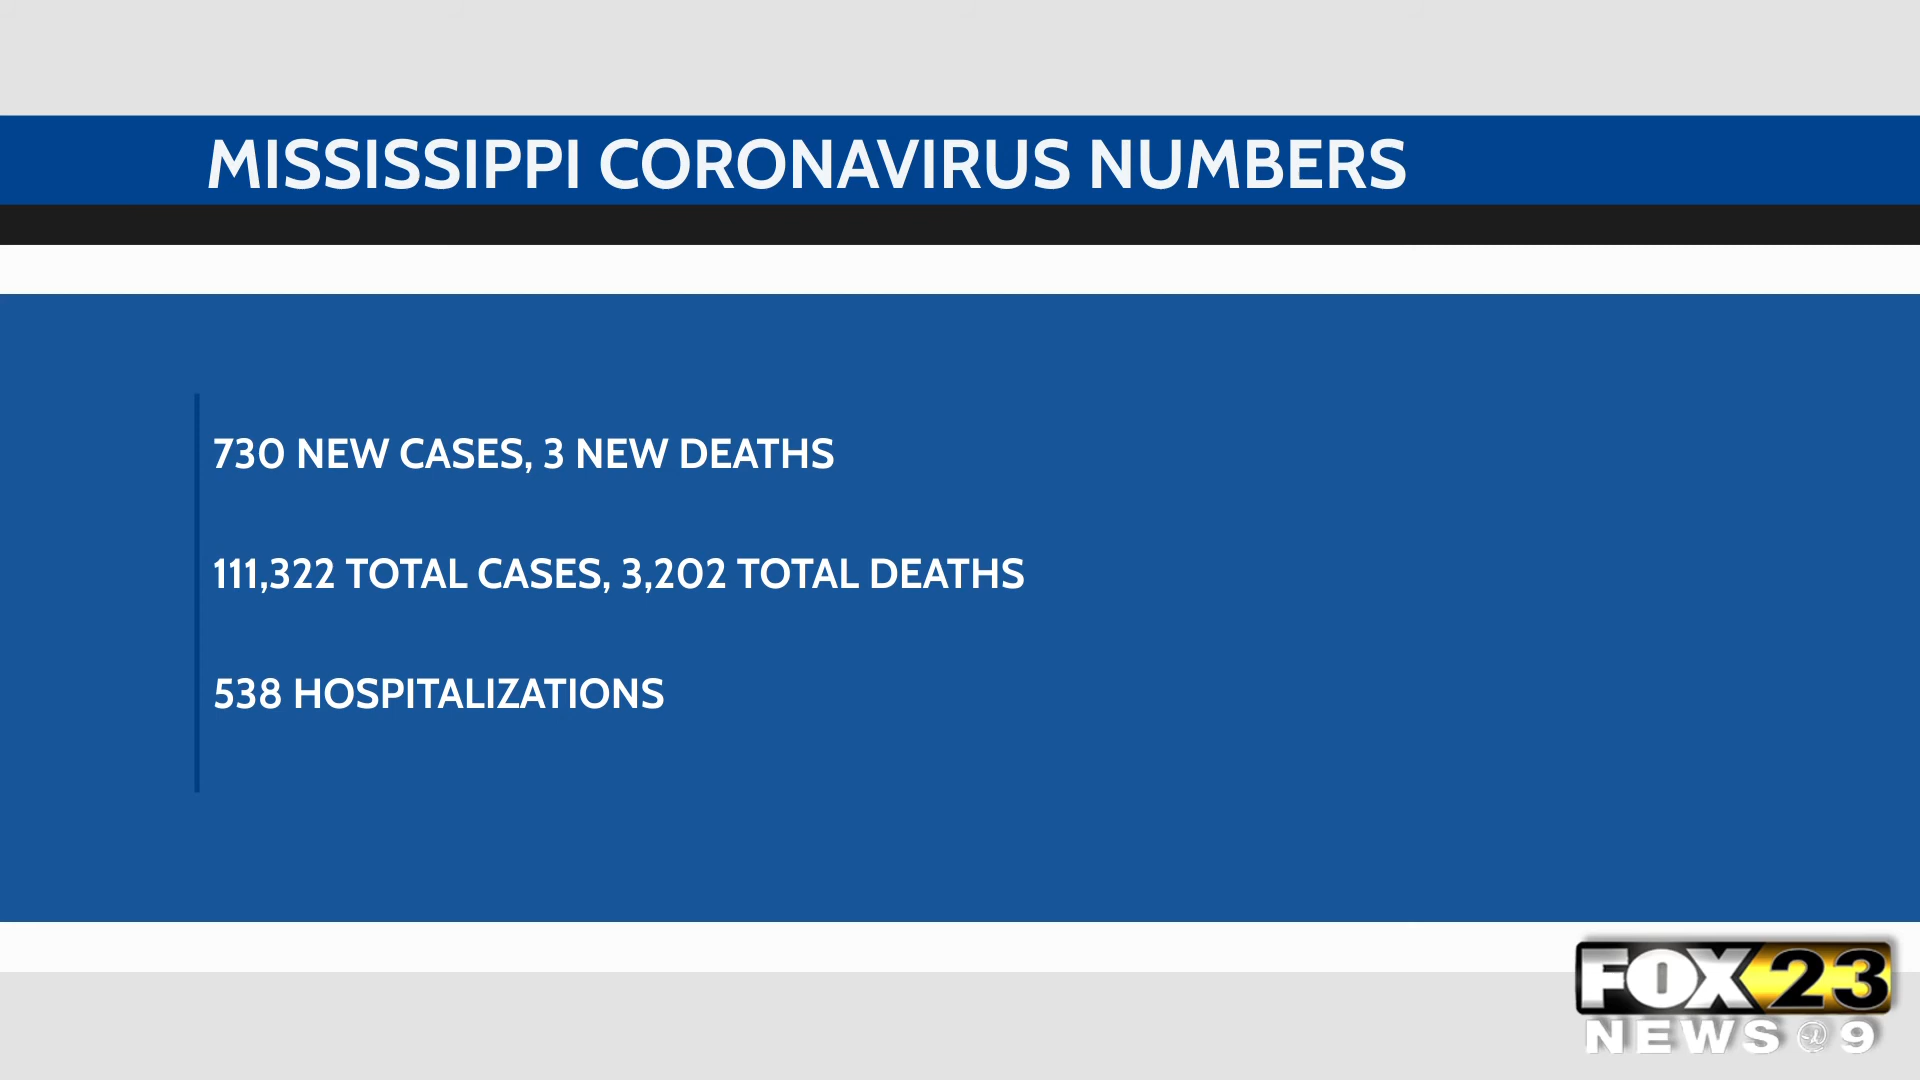 MISSISSIPPI CORONAVIRUS NUMBERS
730 NEW CASES, 3 NEW DEATHS
111,322 TOTAL CASES, 3,202 TOTAL DEATHS
538 HOSPITALIZATIONS
FOX 23
NEWS @ 9